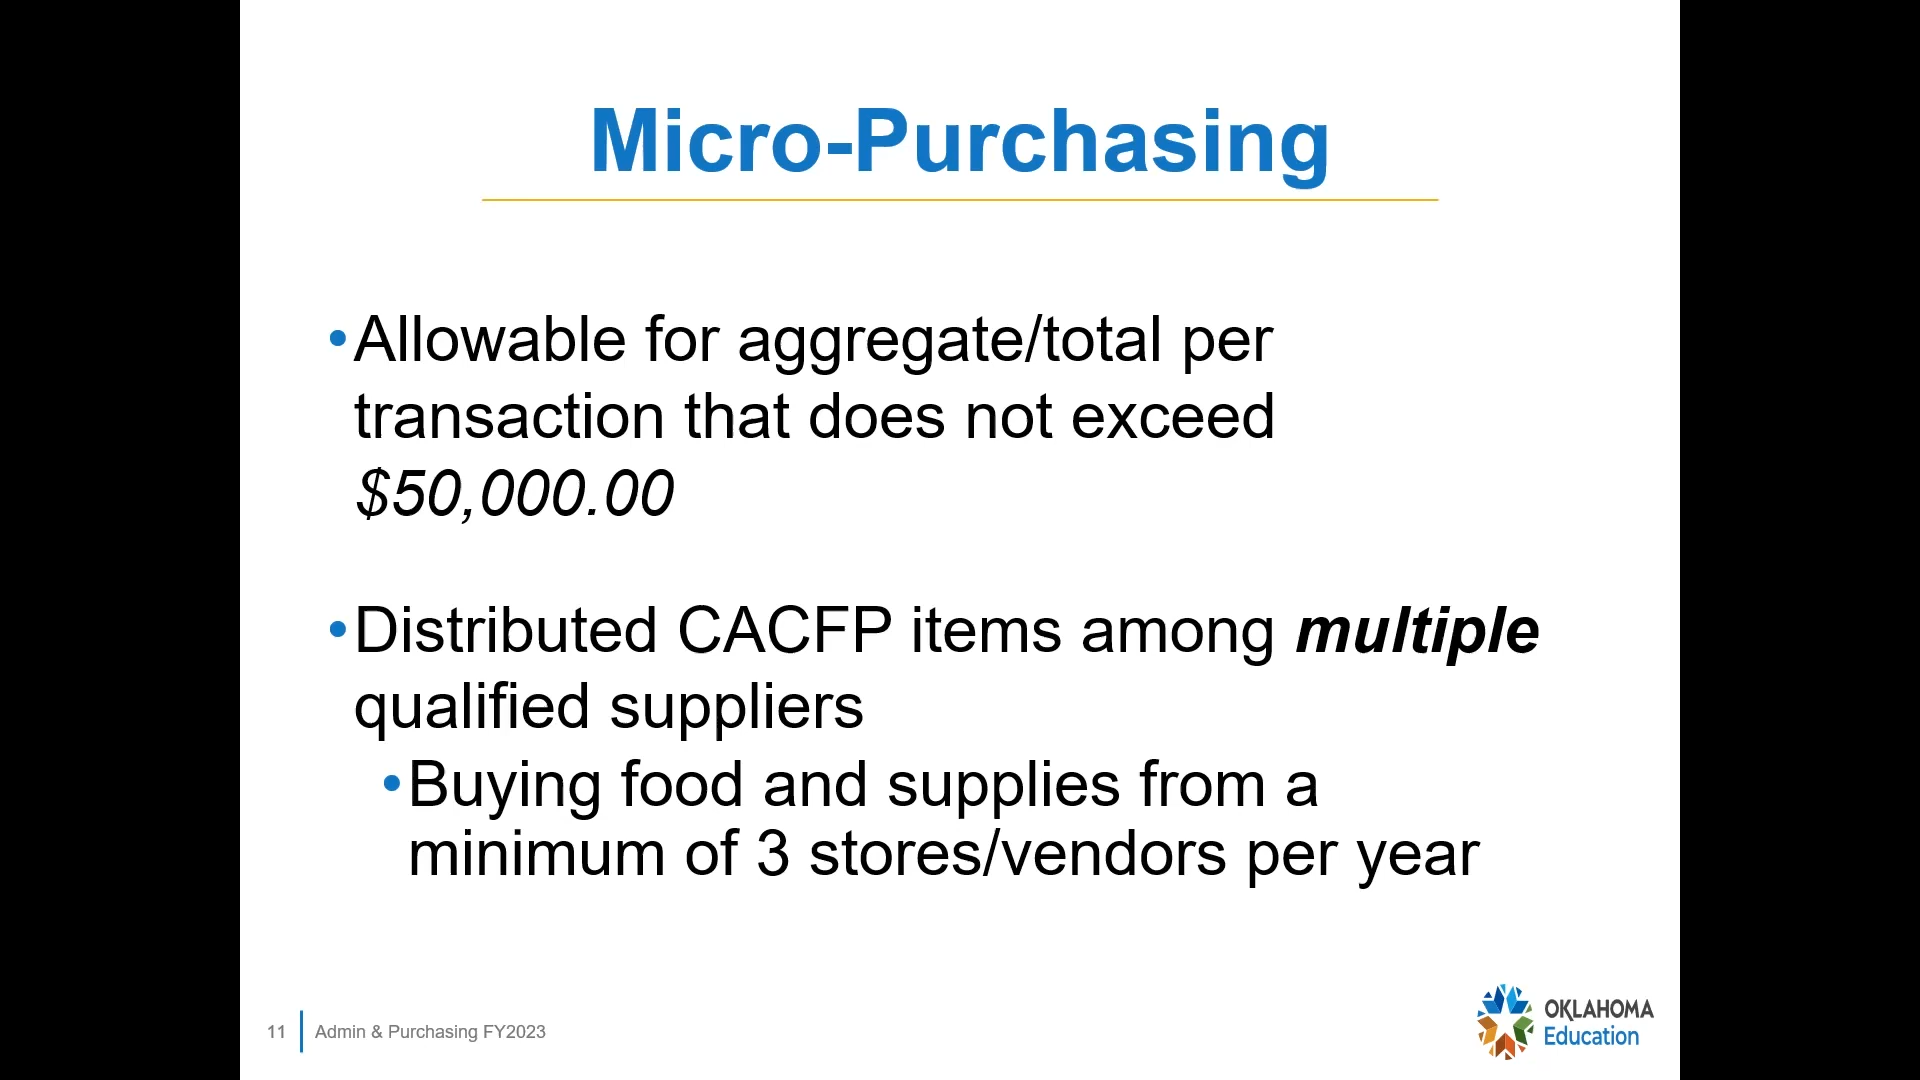 Micro-Purchasing
•Allowable for aggregate/total per
transaction that does not exceed
$50,000.00
•Distributed CACFP items among multiple
qualified suppliers
•Buying food and supplies from a
minimum of 3 stores/vendors per year
11 Admin & Purchasing FY2023
OKLAHOMA
Education